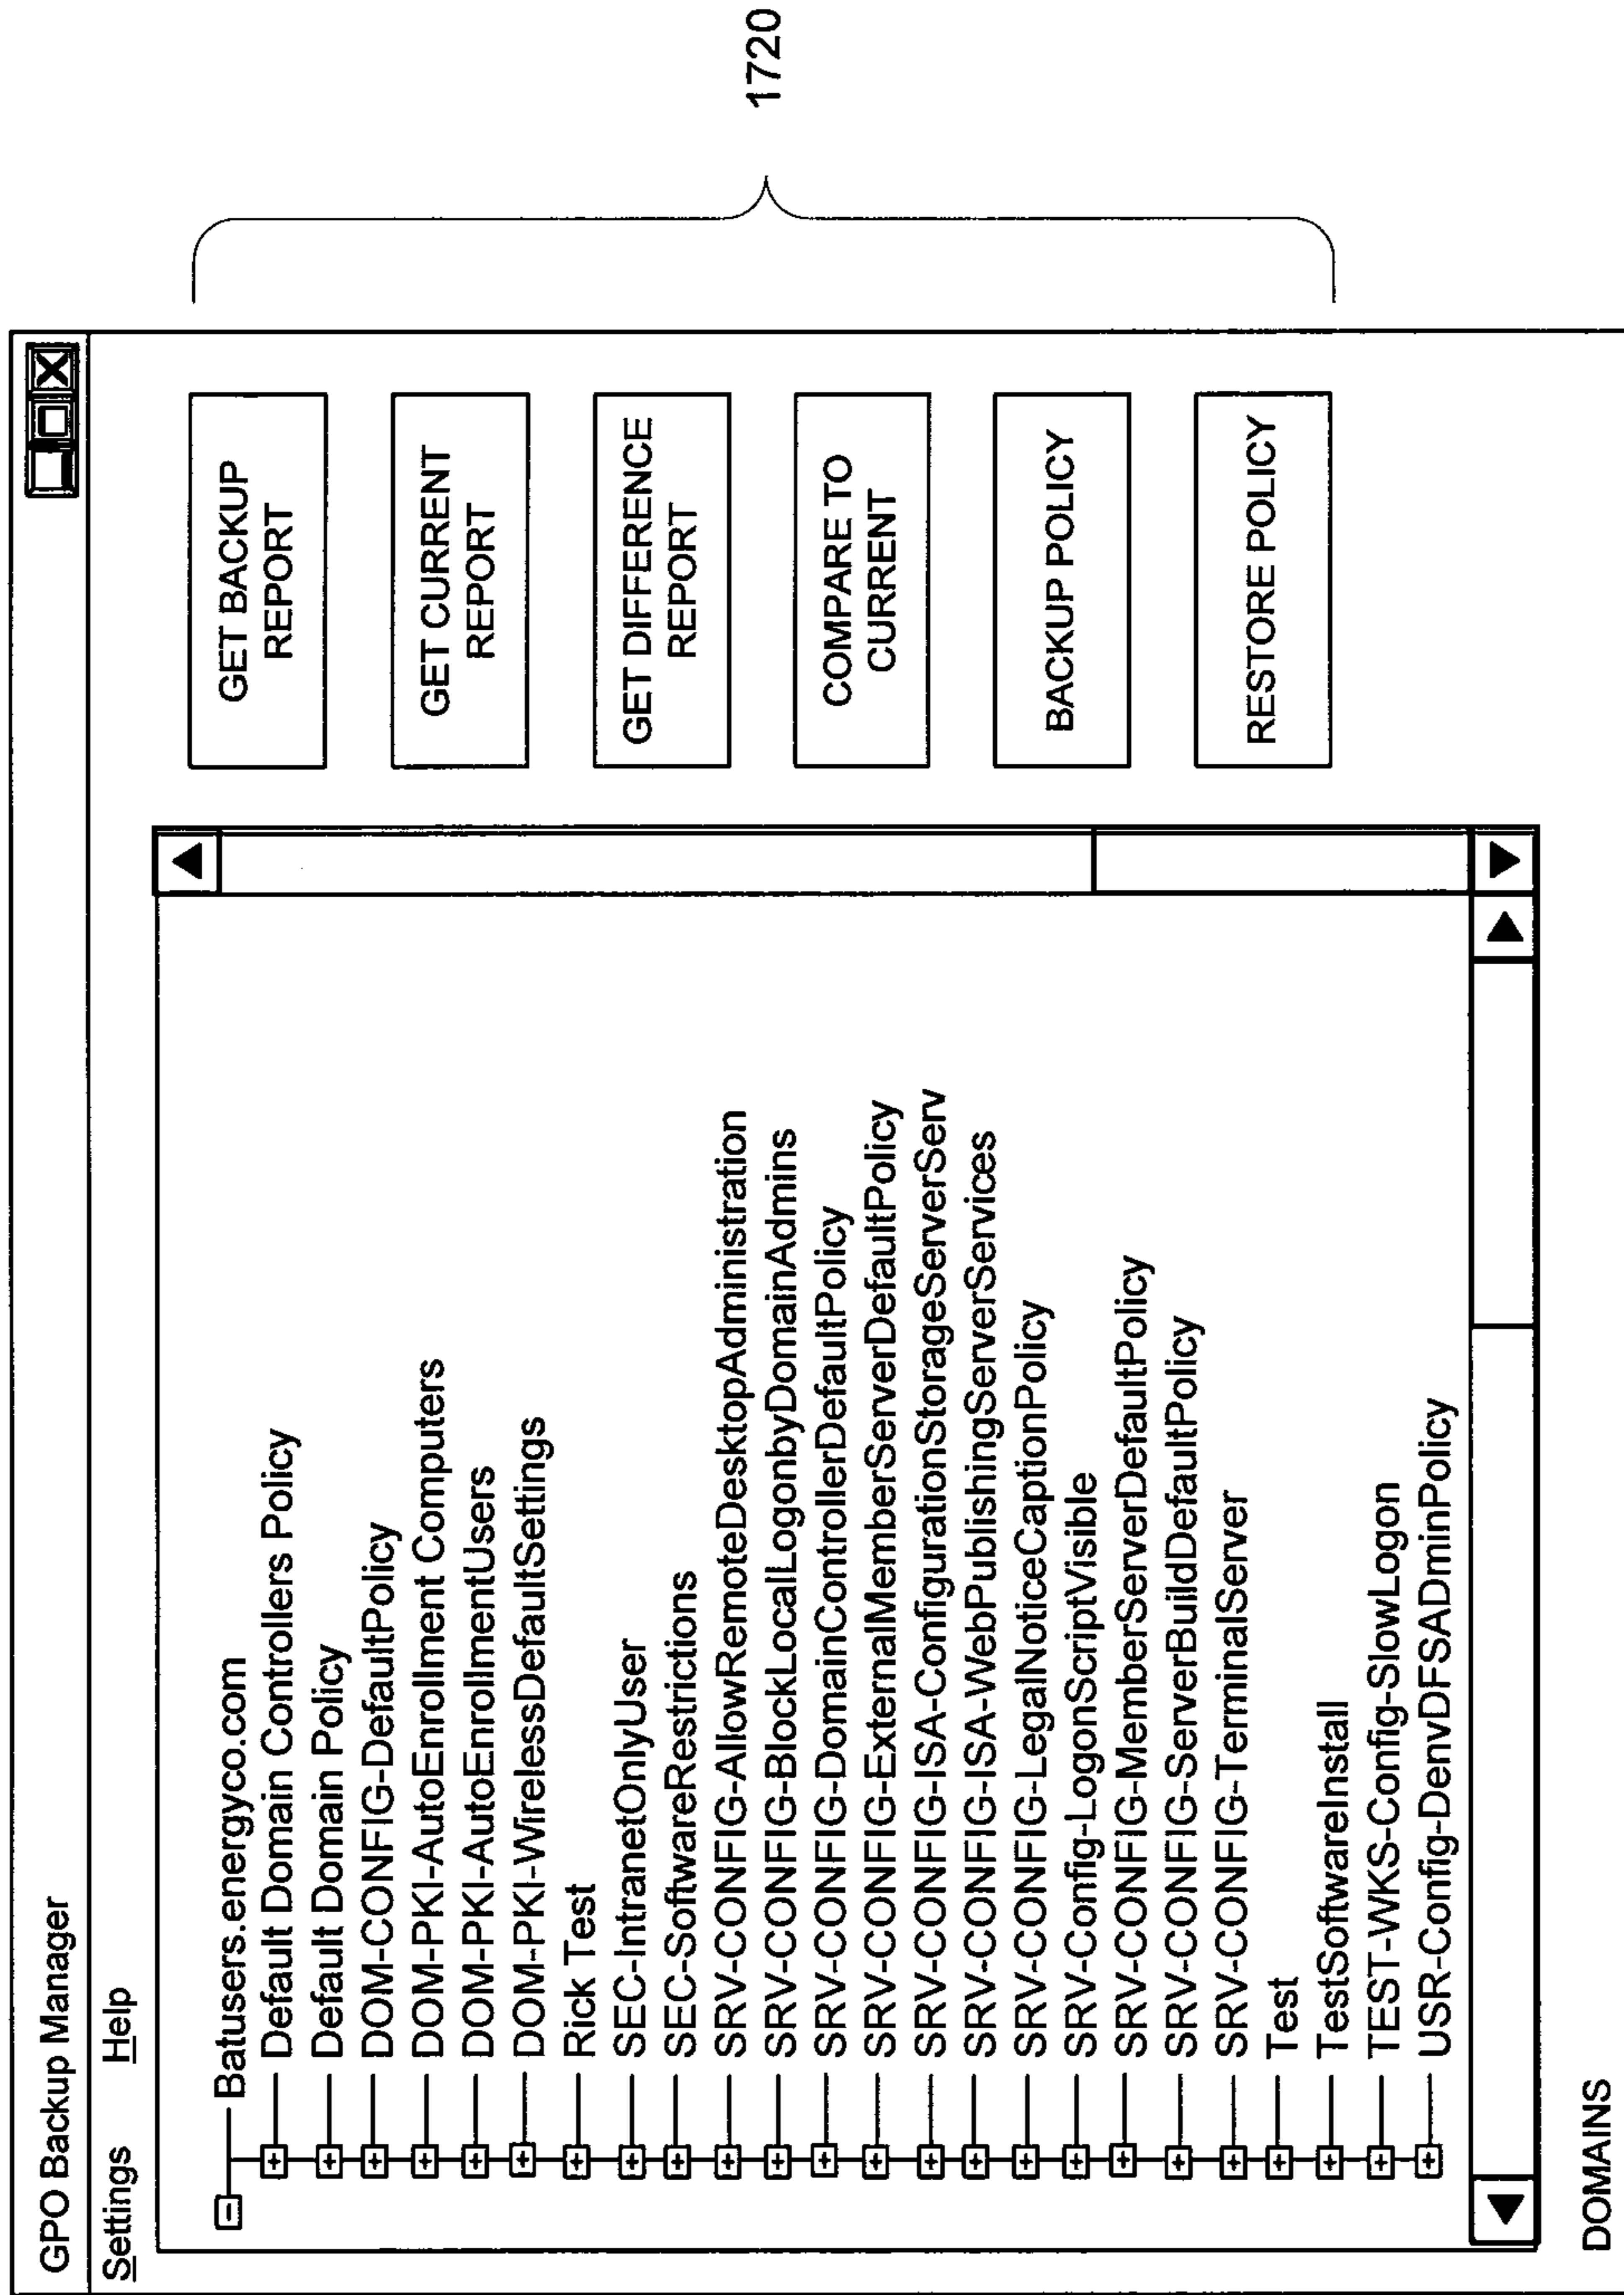 GPO Backup Manager
Settings Help
Batusers.energyco.com
Default Domain Controllers Policy
Default Domain Policy
DOM-CONFIG-DefaultPolicy
DOM-PKI-AutoEnrollment Computers
DOM-PKI-AutoEnrollmentUsers
DOM-PKI-WirelessDefaultSettings
Rick Test
SEC-IntranetOnlyUser
SEC-SoftwareRestrictions
SRV-CONFIG-AllowRemoteDesktopAdministration
SRV-CONFIG-BlockLocalLogonbyDomainAdmins
SRV-CONFIG-DomainControllerDefaultPolicy
SRV-CONFIG-ExternalMemberServerDefaultPolicy
SRV-CONFIG-ISA-ConfigurationStorageServerServ
SRV-CONFIG-ISA-WebPublishingServerServices
SRV-CONFIG-LegalNoticeCaptionPolicy
SRV-Config-LogonScriptVisible
SRV-CONFIG-MemberServerDefaultPolicy
SRV-CONFIG-ServerBuildDefaultPolicy
SRV-CONFIG-TerminalServer
Test
TestSoftwareInstall
TEST-WKS-Config-SlowLogon
USR-Config-DenvDFSADminPolicy
GET BACKUP
REPORT
GET CURRENT
REPORT
GET DIFFERENCE
REPORT
COMPARE TO
CURRENT
BACKUP POLICY
RESTORE POLICY
1720
DOMAINS